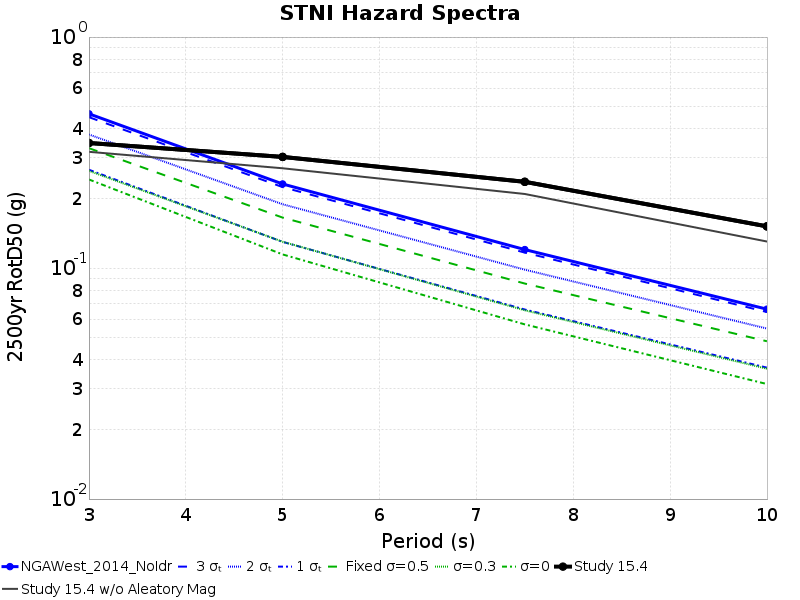 STNI Hazard Spectra
10⁰
8
6
4
3
2
10⁻¹
8
6
4
3
2
10⁻²
2500yr RotD50 (g)
3 4 5 6 7 8 9 10
Period (s)
NGAWest_2014_NoIdr 3 σₜ 2 σₜ 1 σₜ Fixed σ=0.5 σ=0.3 σ=0 Study 15.4
Study 15.4 w/o Aleatory Mag